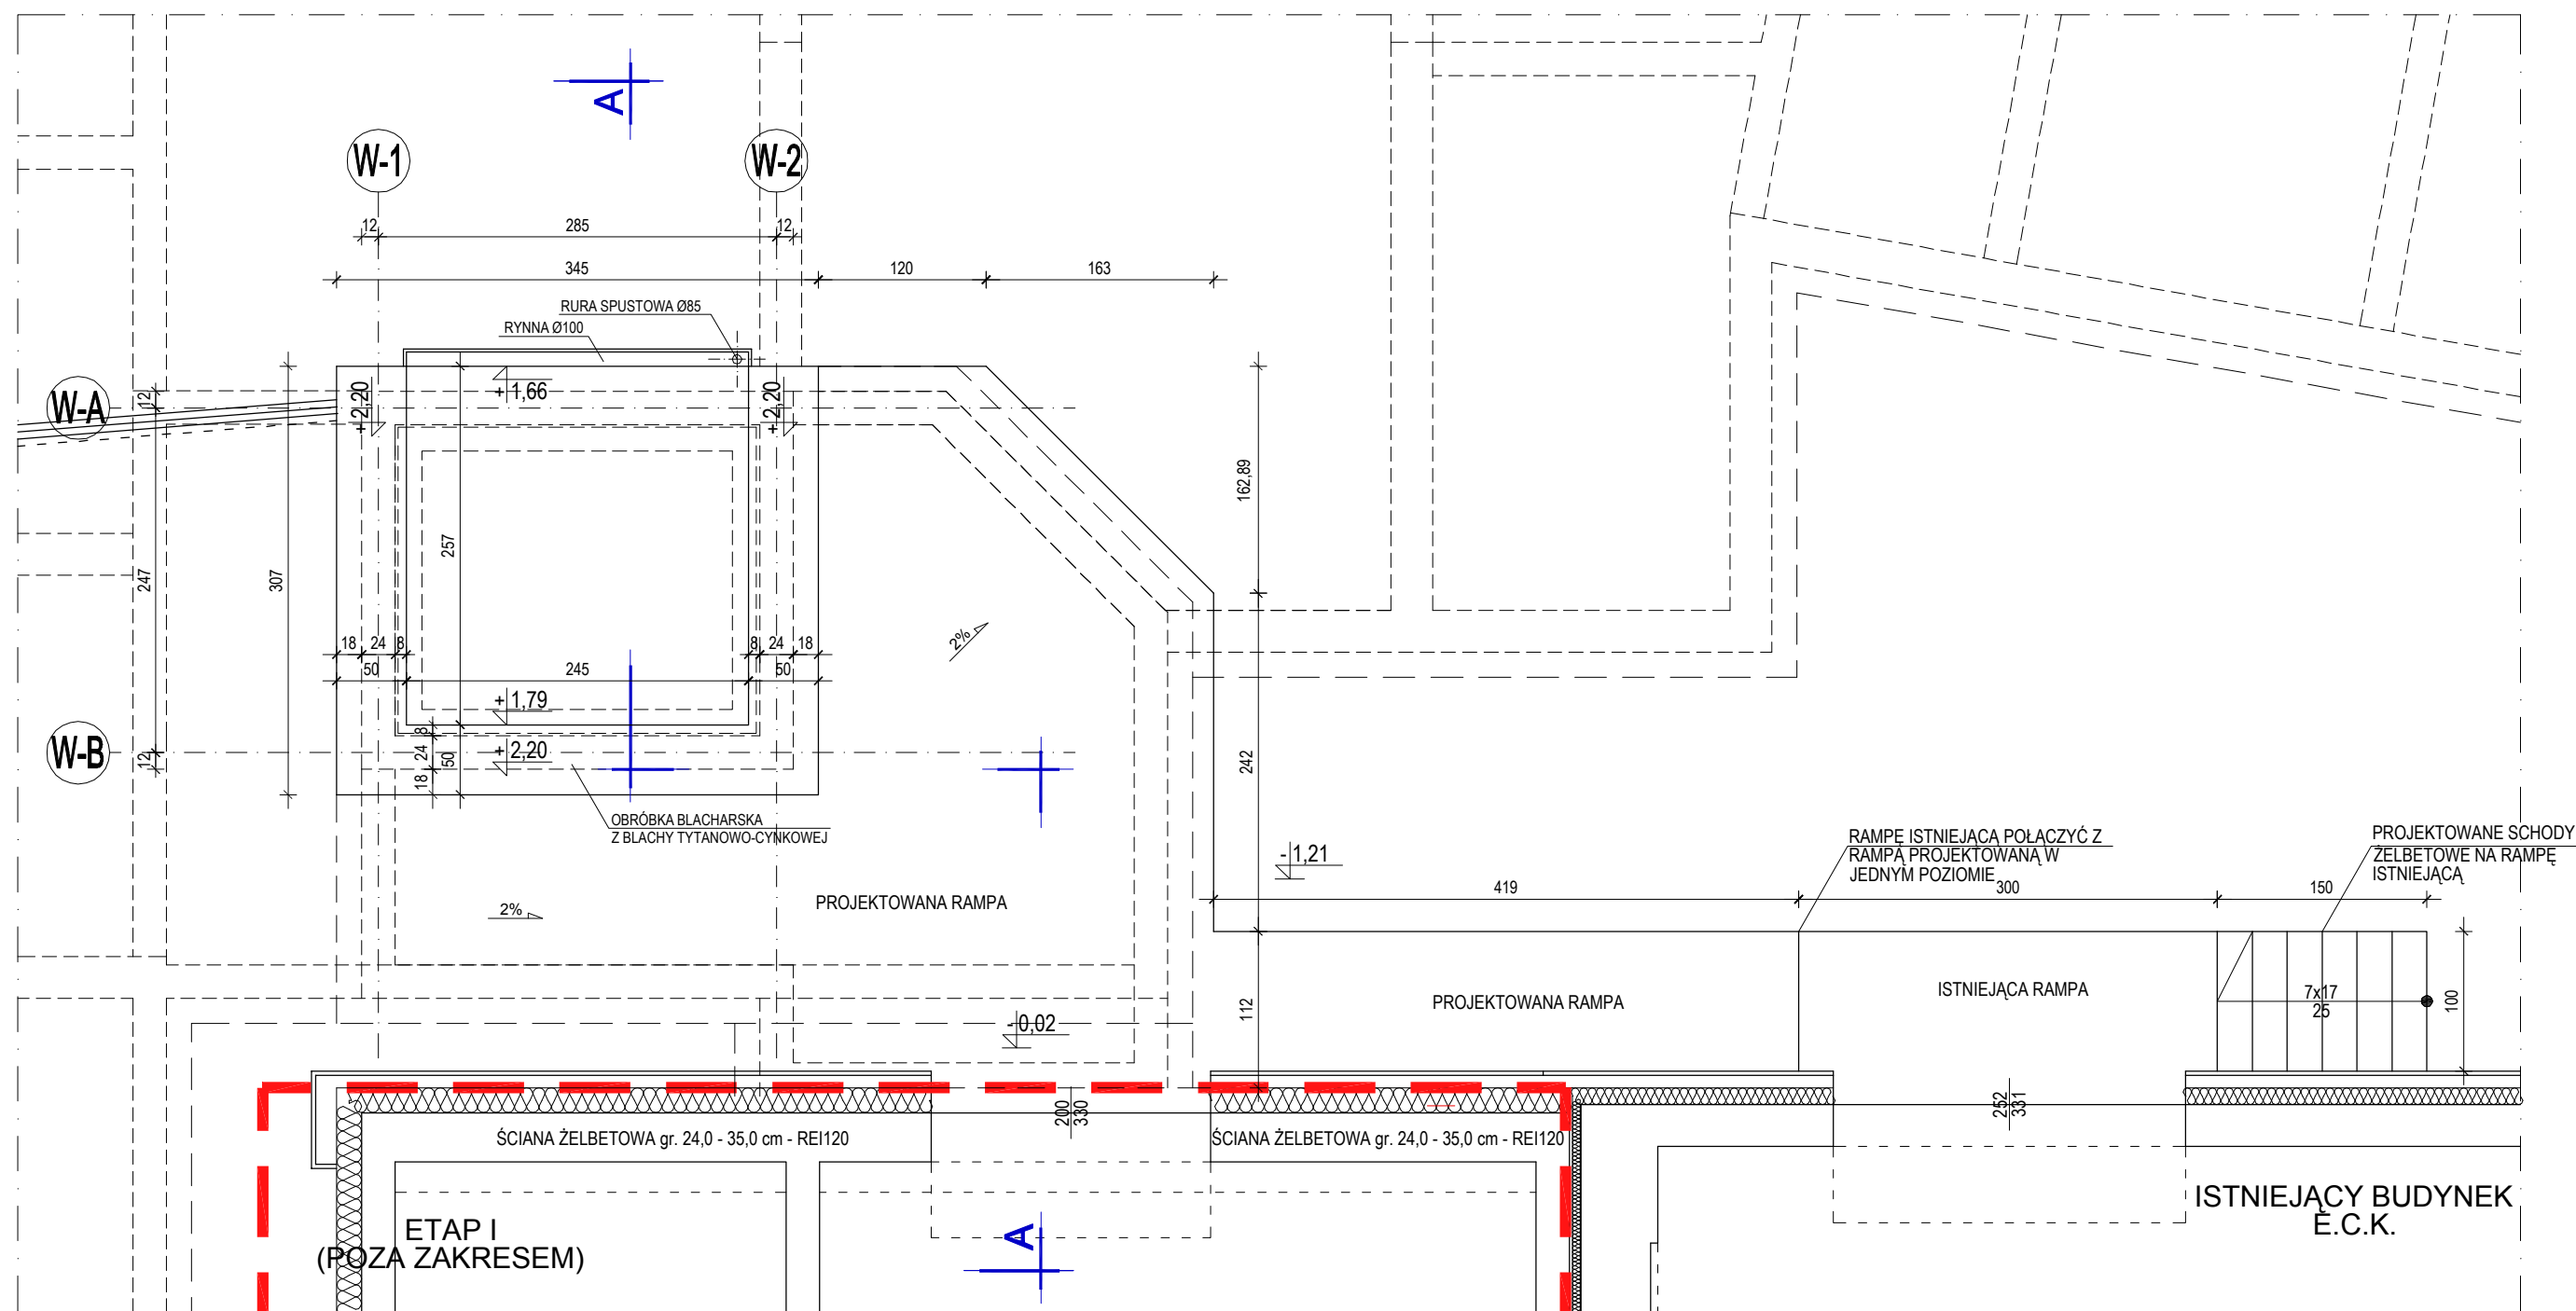 A
W-1
W-2
12
285
12
345
120
163
RURA SPUSTOWA Ø85
RYNNA Ø100
W-A
12
+2,20
+1,66
+2,20
162,89
257
247
307
18
24
8
8
24
18
50
245
50
2%
+1,79
W-B
12
8
24
50
18
+2,20
242
OBRÓBKA BLACHARSKA
Z BLACHY TYTANOWO-CYNKOWEJ
-1,21
RAMPĘ ISTNIEJĄCĄ POŁĄCZYĆ Z
RAMPĄ PROJEKTOWANĄ W
JEDNYM POZIOMIE
PROJEKTOWANE SCHODY
ŻELBETOWE NA RAMPĘ
ISTNIEJĄCĄ
419
300
150
2%
PROJEKTOWANA RAMPA
PROJEKTOWANA RAMPA
ISTNIEJĄCA RAMPA
7x17
25
100
112
-0,02
200
330
252
331
ŚCIANA ŻELBETOWA gr. 24,0 - 35,0 cm - REI120
ŚCIANA ŻELBETOWA gr. 24,0 - 35,0 cm - REI120
ETAP I
(POZA ZAKRESEM)
A
ISTNIEJĄCY BUDYNEK
E.C.K.